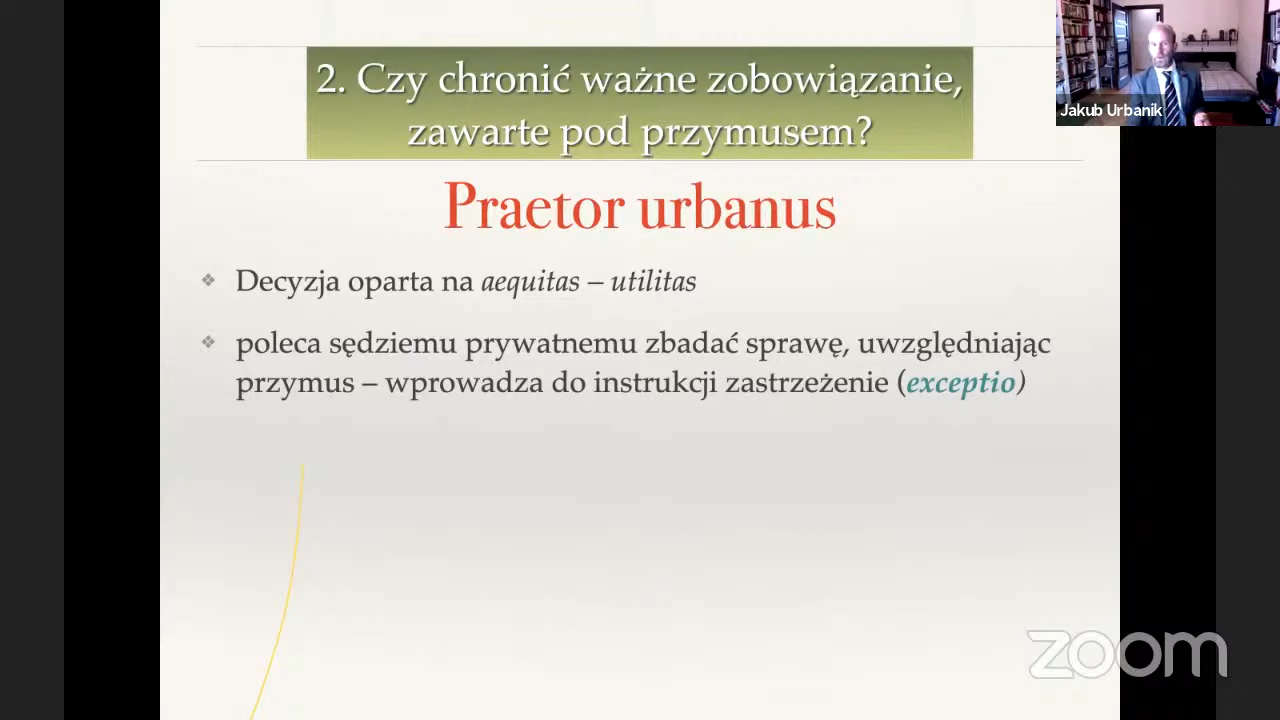 2. Czy chronić ważne zobowiązanie,
zawarte pod przymusem?
Jakub Urbanik
Praetor urbanus
Decyzja oparta na aequitas – utilitas
poleca sędziemu prywatnemu zbadać sprawę, uwzględniając
przymus – wprowadza do instrukcji zastrzeżenie (exceptio)
zoom